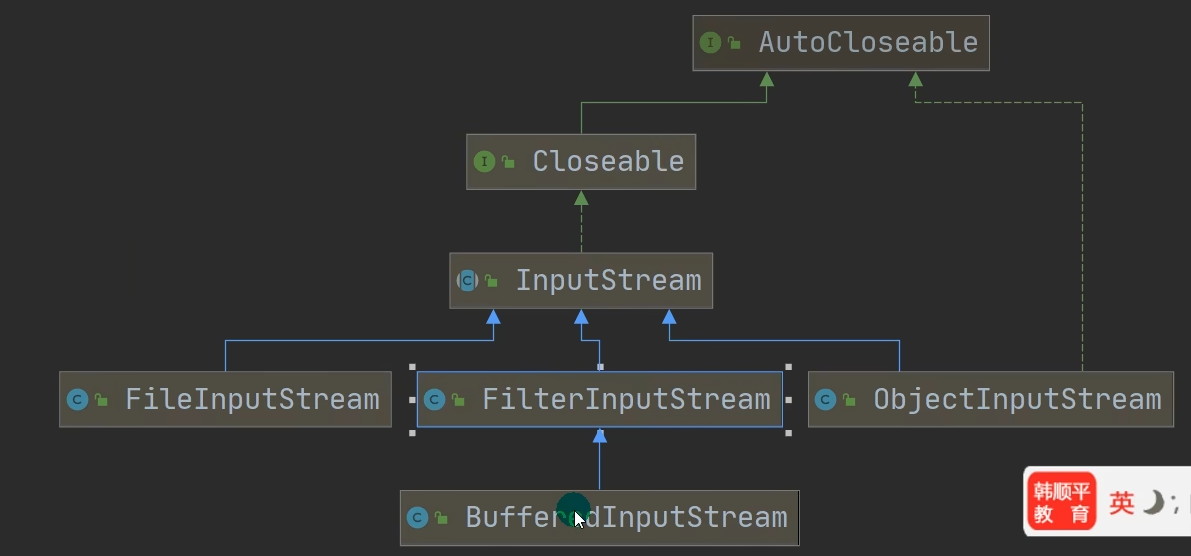 AutoCloseable
Closeable
InputStream
FileInputStream
FilterInputStream
ObjectInputStream
BufferedInputStream
韩顺平
教 育
英